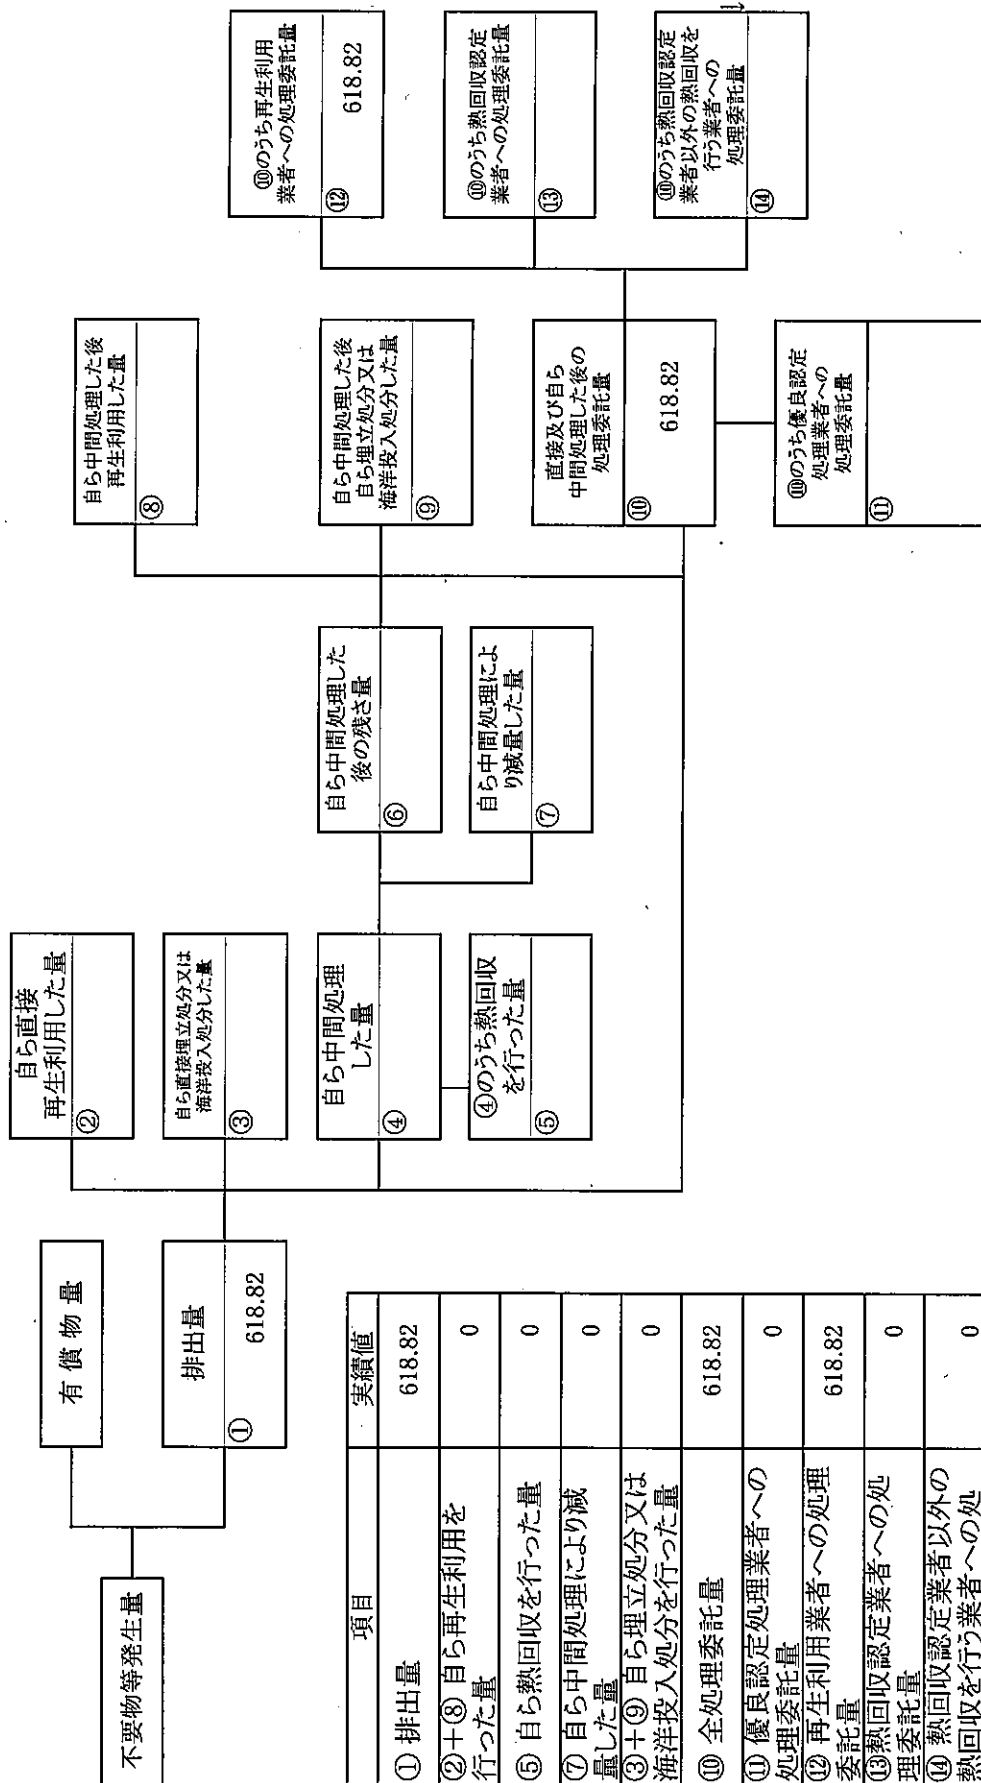 不要物等発生量
有償物量
排出量
①
618.82
自ら直接
再生利用した量
②
自ら直接埋立処分又は
海洋投入処分した量
③
自ら中間処理
した量
④
④のうち熱回収
を行った量
⑤
自ら中間処理した
後の残さ量
⑥
自ら中間処理によ
り減量した量
⑦
自ら中間処理した後
再生利用した量
⑧
自ら中間処理した後
自ら埋立処分又は
海洋投入処分した量
⑨
直接及び自ら
中間処理した後の
処理委託量
⑩
618.82
⑩のうち優良認定
処理業者への
処理委託量
⑪
⑩のうち再生利用
業者への処理委託量
⑫
618.82
⑩のうち熱回収認定
業者への処理委託量
⑬
⑩のうち熱回収認定
業者以外の熱回収を
行う業者への
処理委託量
⑭
項目 実績値
① 排出量 618.82
②+⑧ 自ら再生利用を
行った量 0
⑤ 自ら熱回収を行った量 0
⑦ 自ら中間処理により減
量した量 0
③+⑨ 自ら埋立処分又は
海洋投入処分を行った量 0
⑩ 全処理委託量 618.82
⑪ 優良認定処理業者への
処理委託量 0
⑫ 再生利用業者への処理
委託量 618.82
⑬熱回収認定業者への処
理委託量 0
⑭ 熱回収認定業者以外の
熱回収を行う業者への処 0